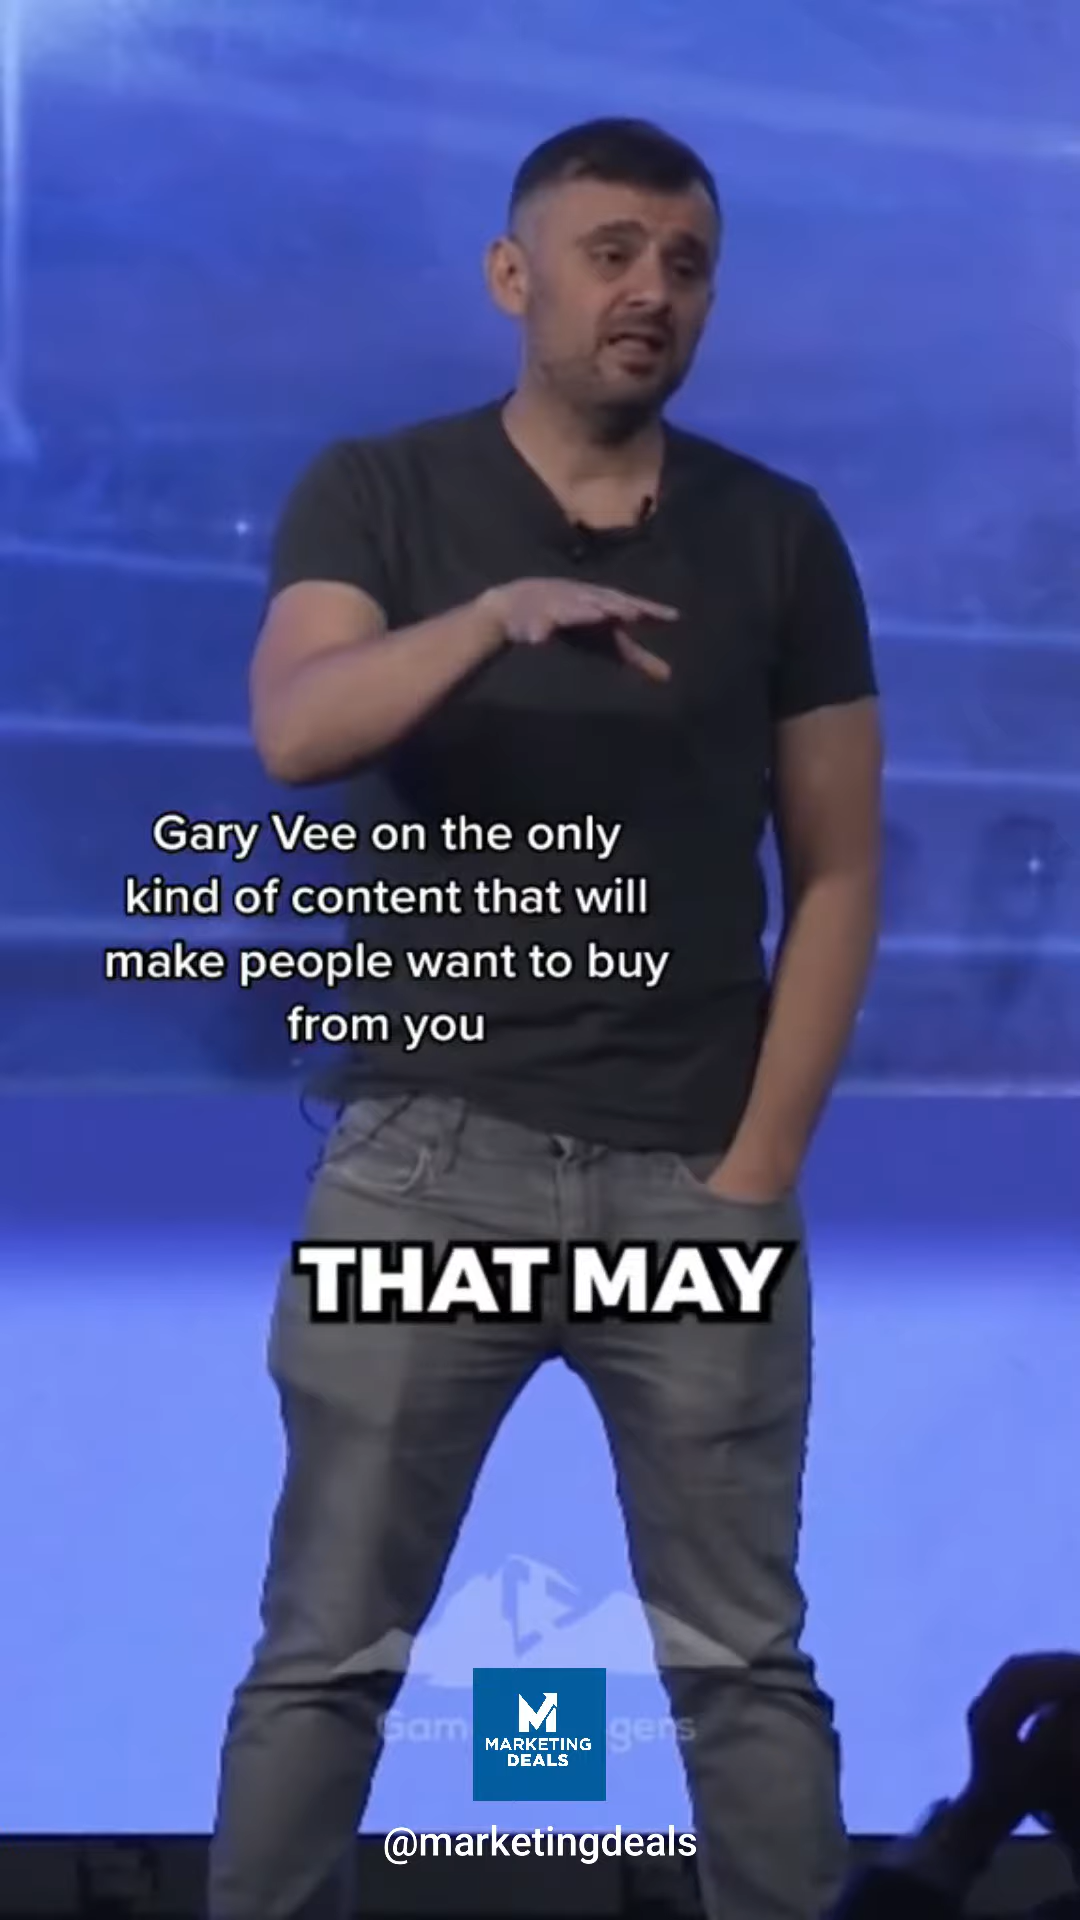 Gary Vee on the only
kind of content that will
make people want to buy
from you
THAT MAY
MARKETING
DEALS
@marketingdeals